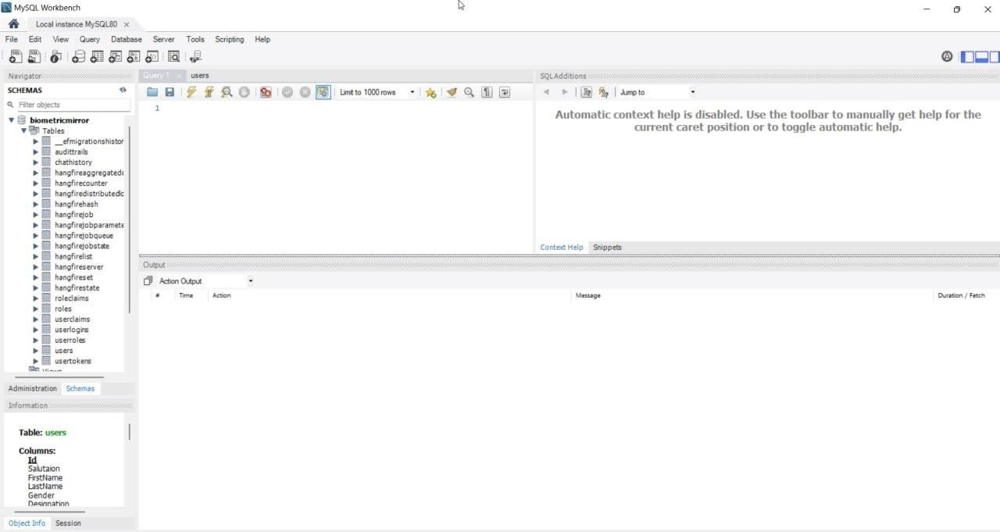 MySQL Workbench
Local instance MySQL80
File Edit View Query Database Server Tools Scripting Help
Navigator
SCHEMAS
Filter objects
biometricmirror
Tables
__efmigrationshistor
audittrails
chathistory
hangfireaggregatedc
hangfirecounter
hangfiredistributedlo
hangfirehash
hangfirejob
hangfirejobparamete
hangfirejobqueue
hangfirejobstate
hangfirelist
hangfireserver
hangfireset
hangfirestate
roleclaims
roles
userclaims
userlogins
userroles
users
usertokens
Views
Administration Schemas
Information
Table: users
Columns:
Id
Salutaion
FirstName
LastName
Gender
Designation
Object Info Session
Query 1 users
Limit to 1000 rows
1
SQLAdditions
Jump to
Automatic context help is disabled. Use the toolbar to manually get help for the
current caret position or to toggle automatic help.
Context Help Snippets
Output
Action Output
# Time Action Message Duration / Fetch